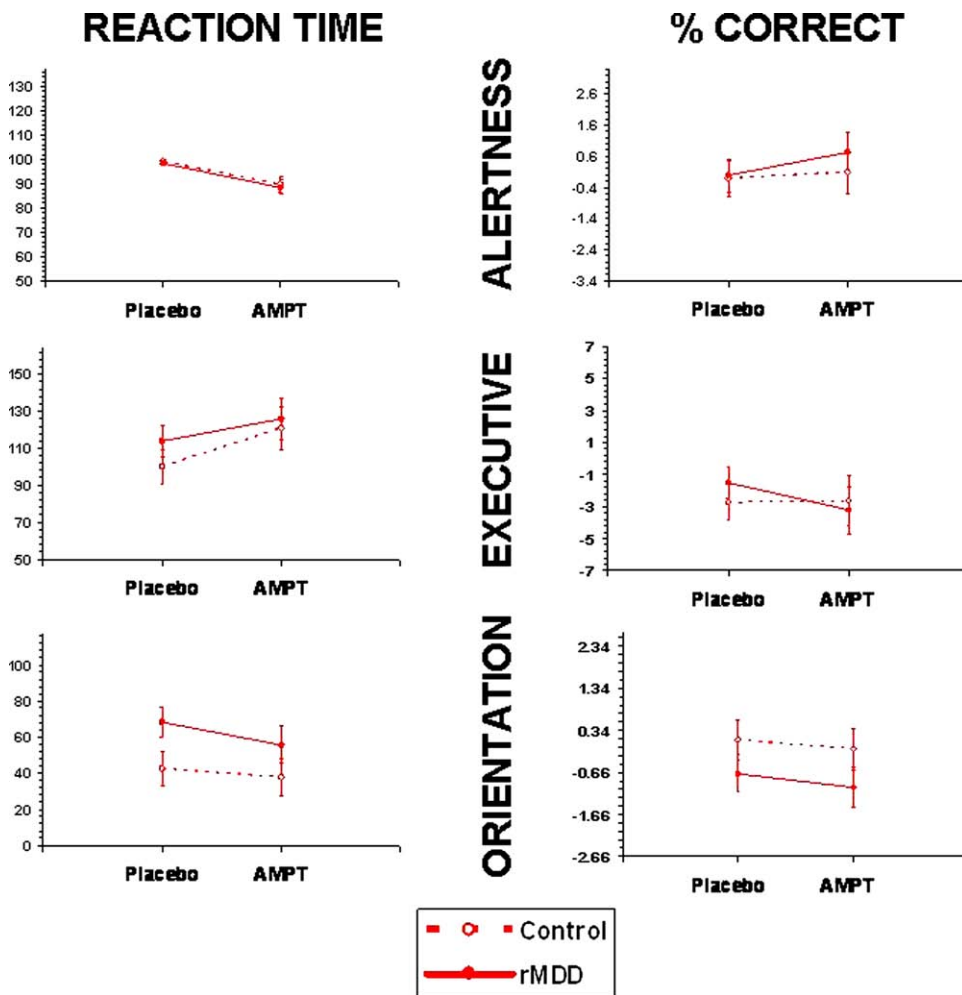 REACTION TIME
% CORRECT
ALERTNESS
130
120
110
100
90
80
70
60
50
Placebo
AMPT
2.6
1.6
0.6
-0.4
-1.4
-2.4
-3.4
Placebo
AMPT
EXECUTIVE
150
130
110
90
70
50
Placebo
AMPT
7
5
3
1
-1
-3
-5
-7
Placebo
AMPT
ORIENTATION
100
80
60
40
20
0
Placebo
AMPT
2.34
1.34
0.34
-0.66
-1.66
-2.66
Placebo
AMPT
Control
rMDD